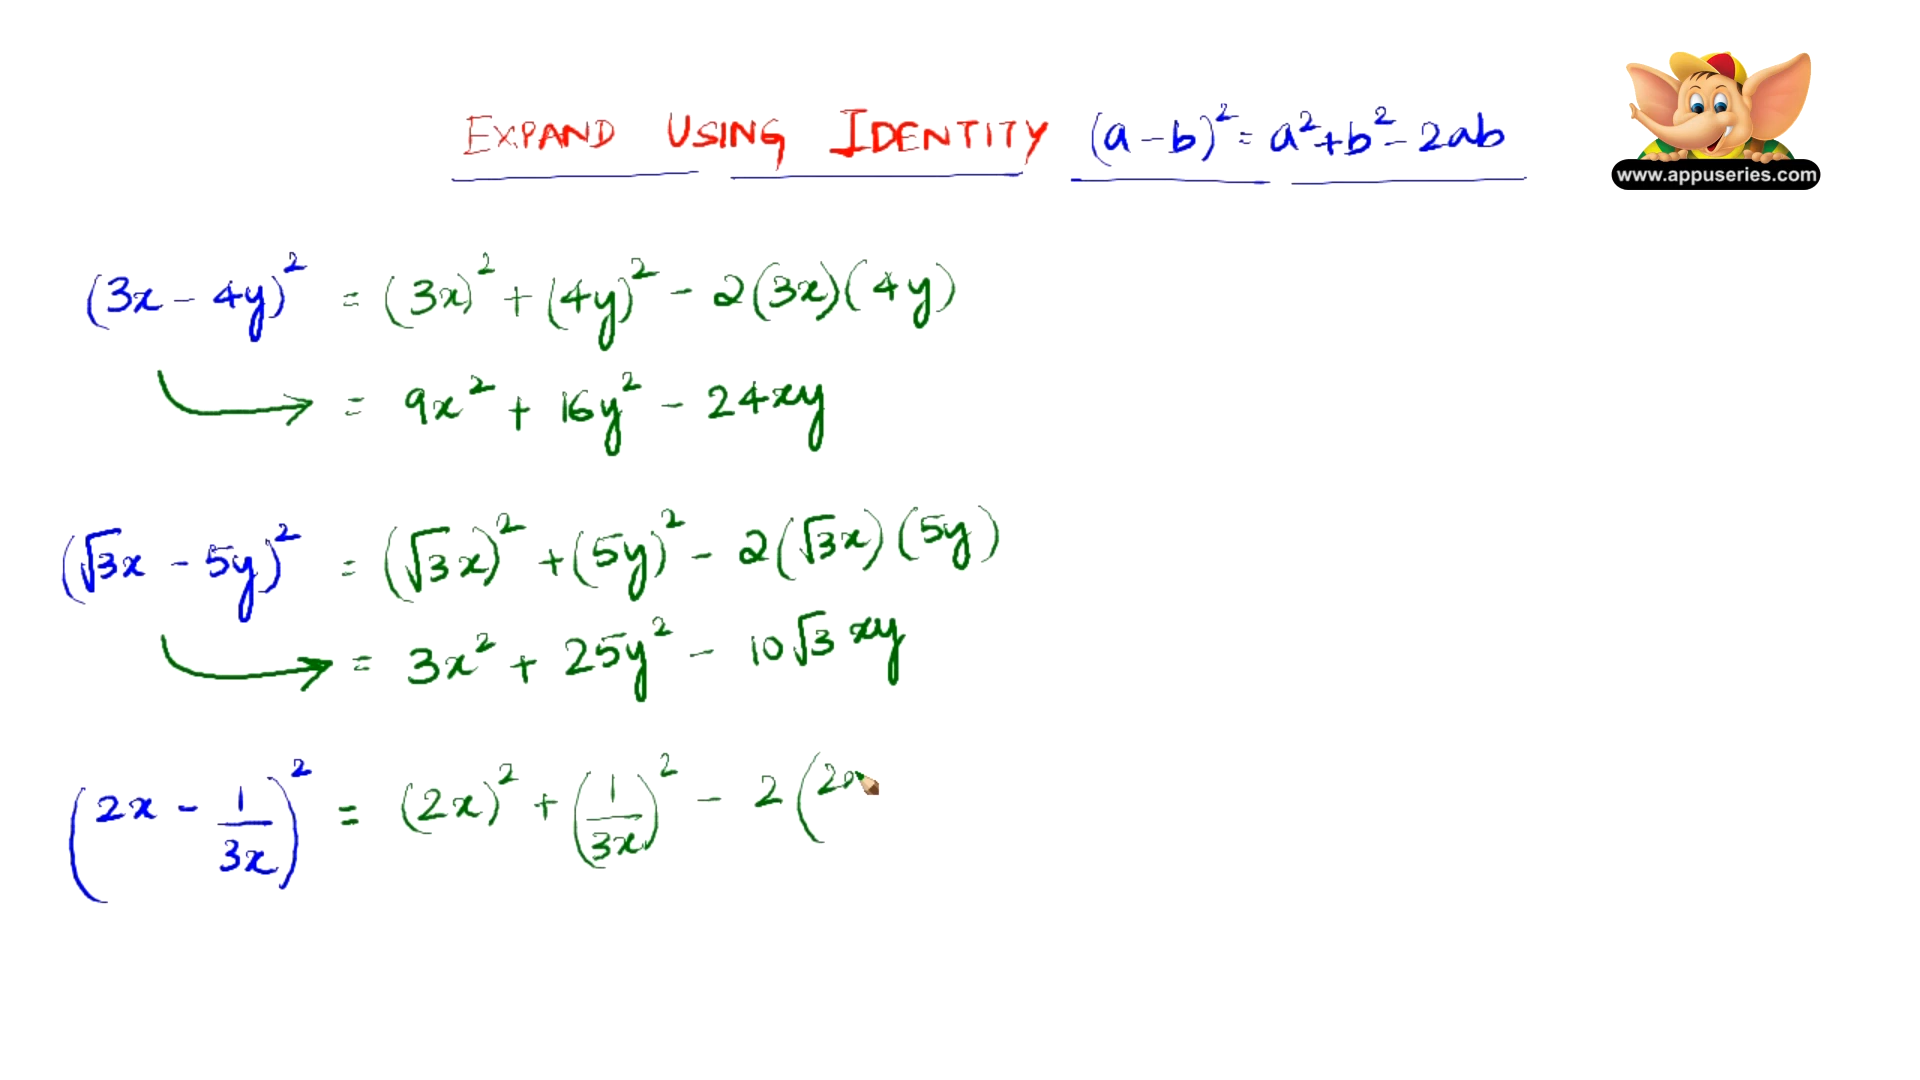 EXPAND USING IDENTITY (a-b)² = a²+b²-2ab
www.appuseries.com
(3x - 4y)² = (3x)² + (4y)² - 2(3x)(4y)
= 9x² + 16y² - 24xy
(√3x - 5y)² = (√3x)² + (5y)² - 2(√3x)(5y)
= 3x² + 25y² - 10√3 xy
(2x - 1/3x)² = (2x)² + (1/3x)² - 2(2x